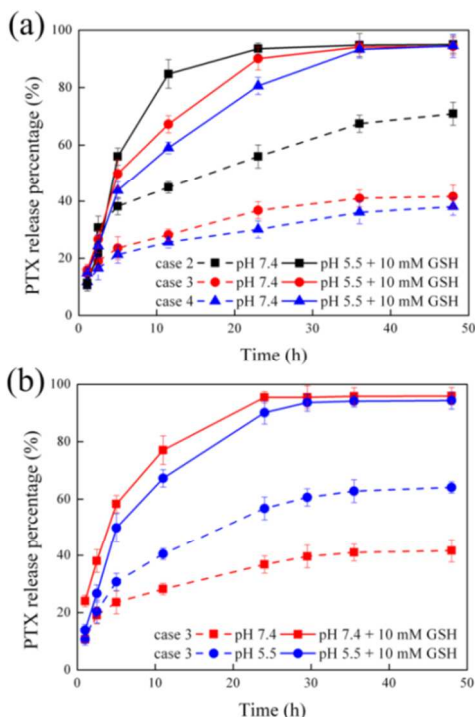 (a)
100
80
60
40
20
0
PTX release percentage (%)
case 2 pH 7.4 pH 5.5 + 10 mM GSH
case 3 pH 7.4 pH 5.5 + 10 mM GSH
case 4 pH 7.4 pH 5.5 + 10 mM GSH
0 10 20 30 40 50
Time (h)
(b)
100
80
60
40
20
0
PTX release percentage (%)
case 3 pH 7.4 pH 7.4 + 10 mM GSH
case 3 pH 5.5 pH 5.5 + 10 mM GSH
0 10 20 30 40 50
Time (h)